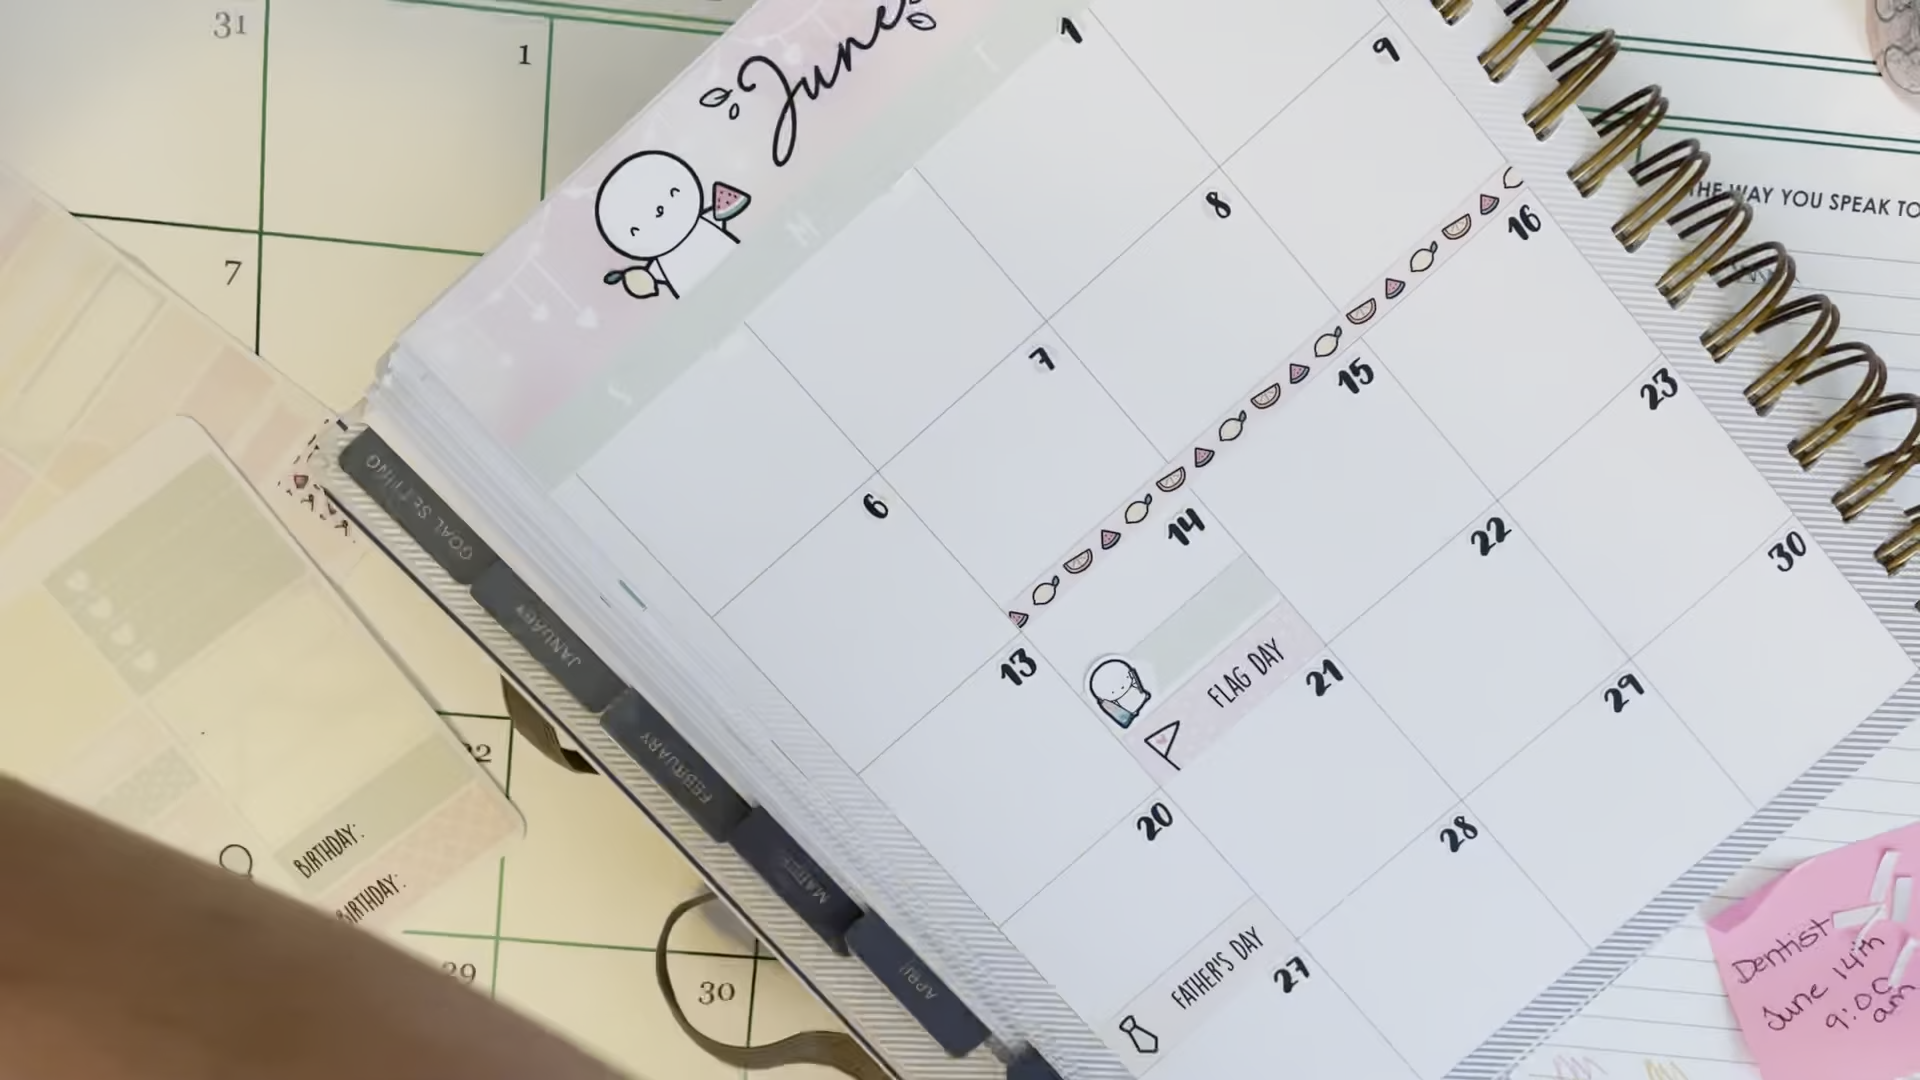 31
1
7
22
29
30
June
S
M
T
1
9
8
7
6
16
15
14
13
23
22
21
20
30
29
28
27
FLAG DAY
FATHER'S DAY
GOAL SETTING
JANUARY
FEBRUARY
MARCH
APRIL
BIRTHDAY:
BIRTHDAY:
THE WAY YOU SPEAK TO
Dentist
June 14th
9:00
am